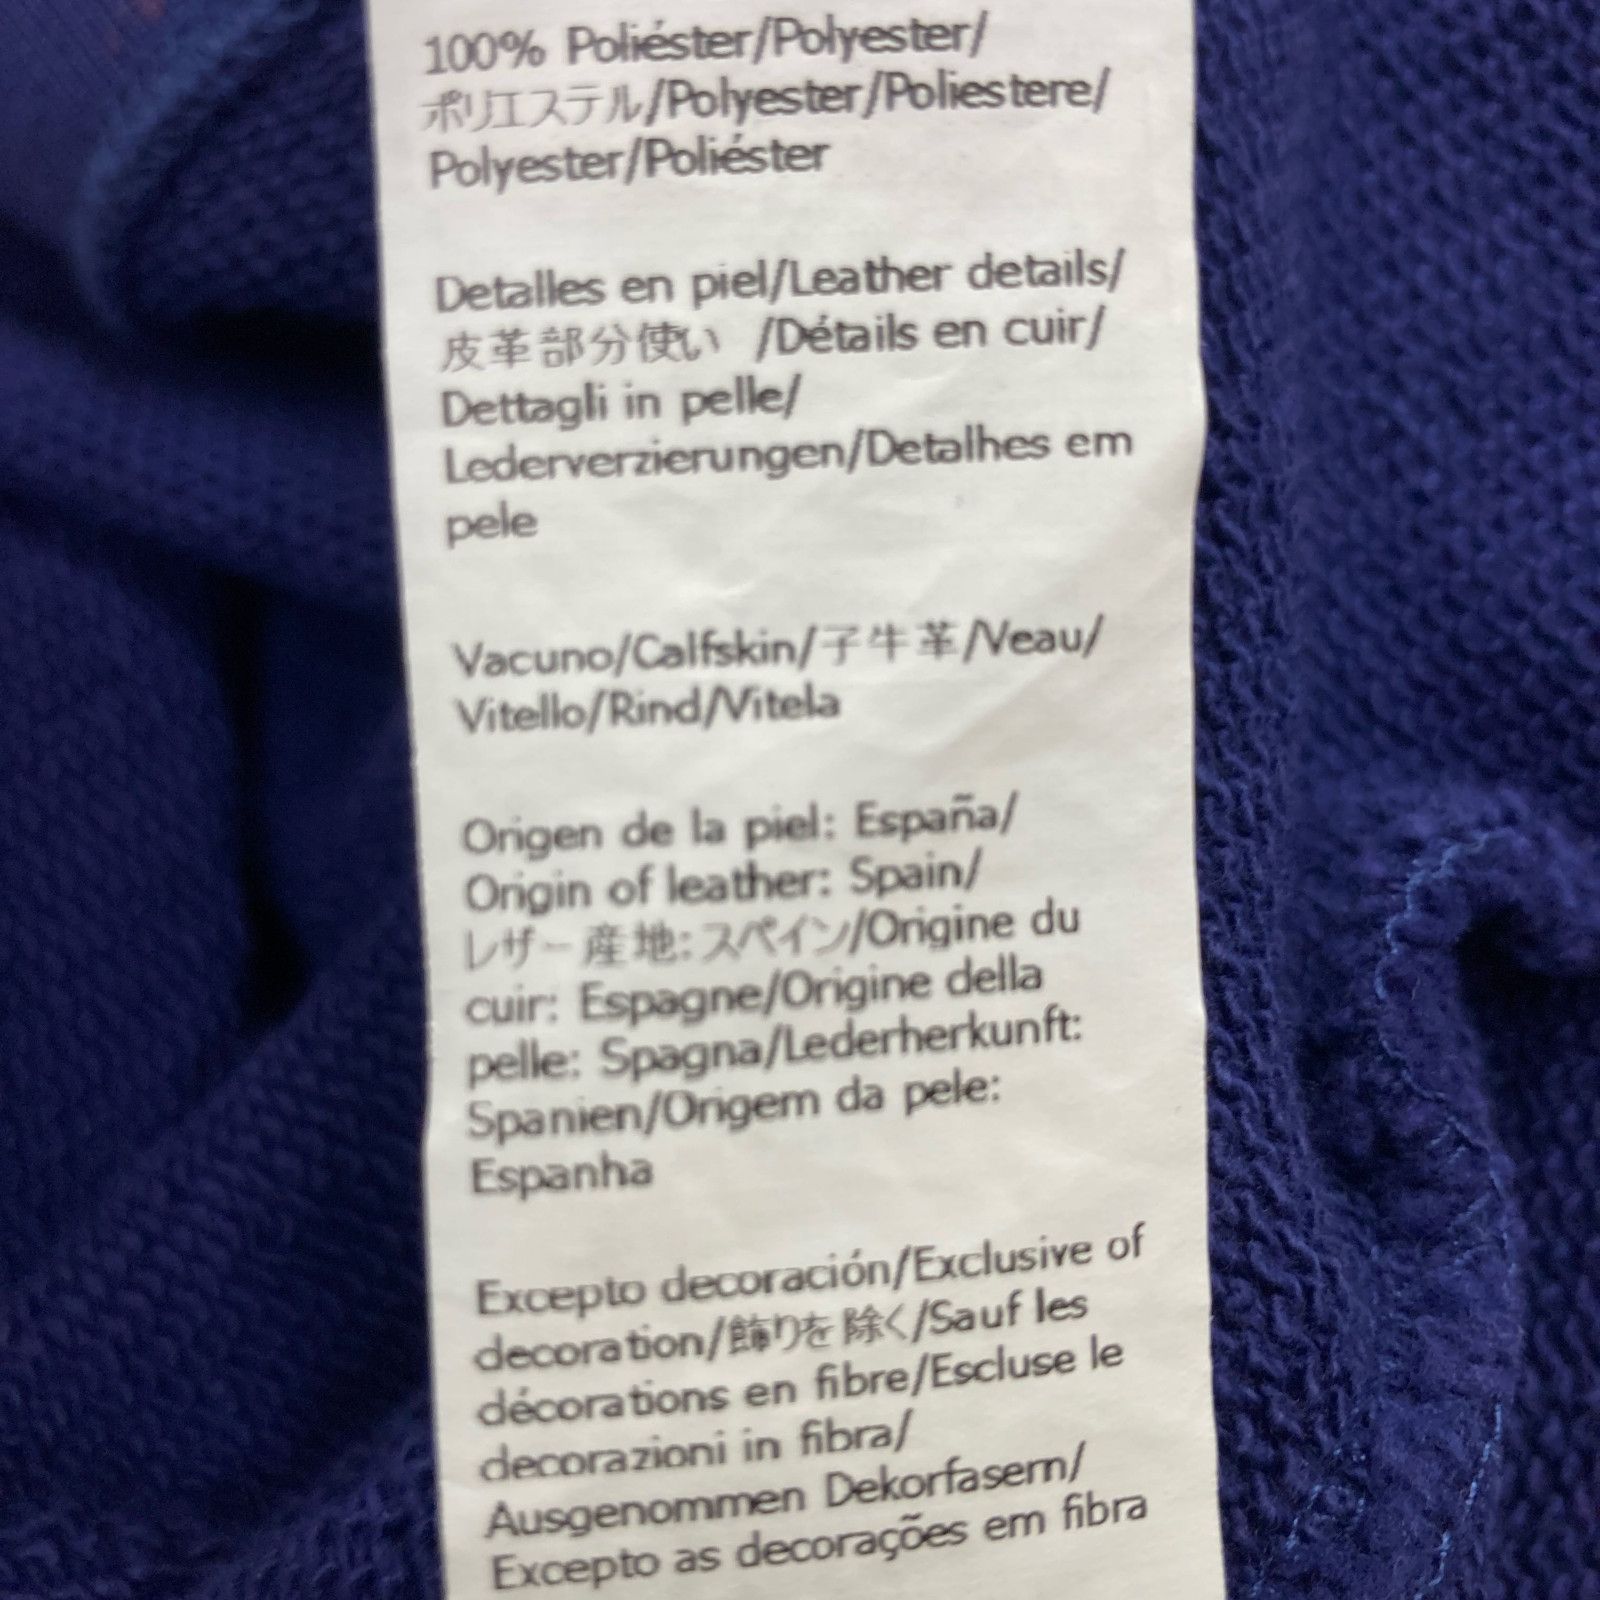 100% Poliéster/Polyester/
ポリエステル/Polyester/Poliestere/
Polyester/Poliéster
Detalles en piel/Leather details/
皮革部分使い /Détails en cuir/
Dettagli in pelle/
Lederverzierungen/Detalhes em
pele
Vacuno/Calfskin/子牛革/Veau/
Vitello/Rind/Vitela
Origen de la piel: España/
Origin of leather: Spain/
レザー産地:スペイン/Origine du
cuir: Espagne/Origine della
pelle: Spagna/Lederherkunft:
Spanien/Origem da pele:
Espanha
Excepto decoración/Exclusive of
decoration/飾りを除く/Sauf les
décorations en fibre/Escluse le
decorazioni in fibra/
Ausgenommen Dekorfasern/
Excepto as decorações em fibra